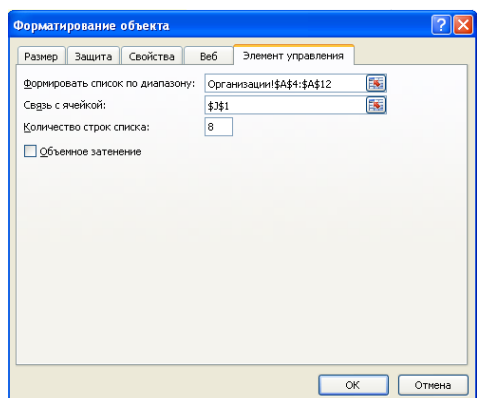 Форматирование объекта
Размер Защита Свойства Веб Элемент управления
Формировать список по диапазону: Организации!$A$4:$A$12
Связь с ячейкой: $J$1
Количество строк списка: 8
Объемное затенение
ОК Отмена